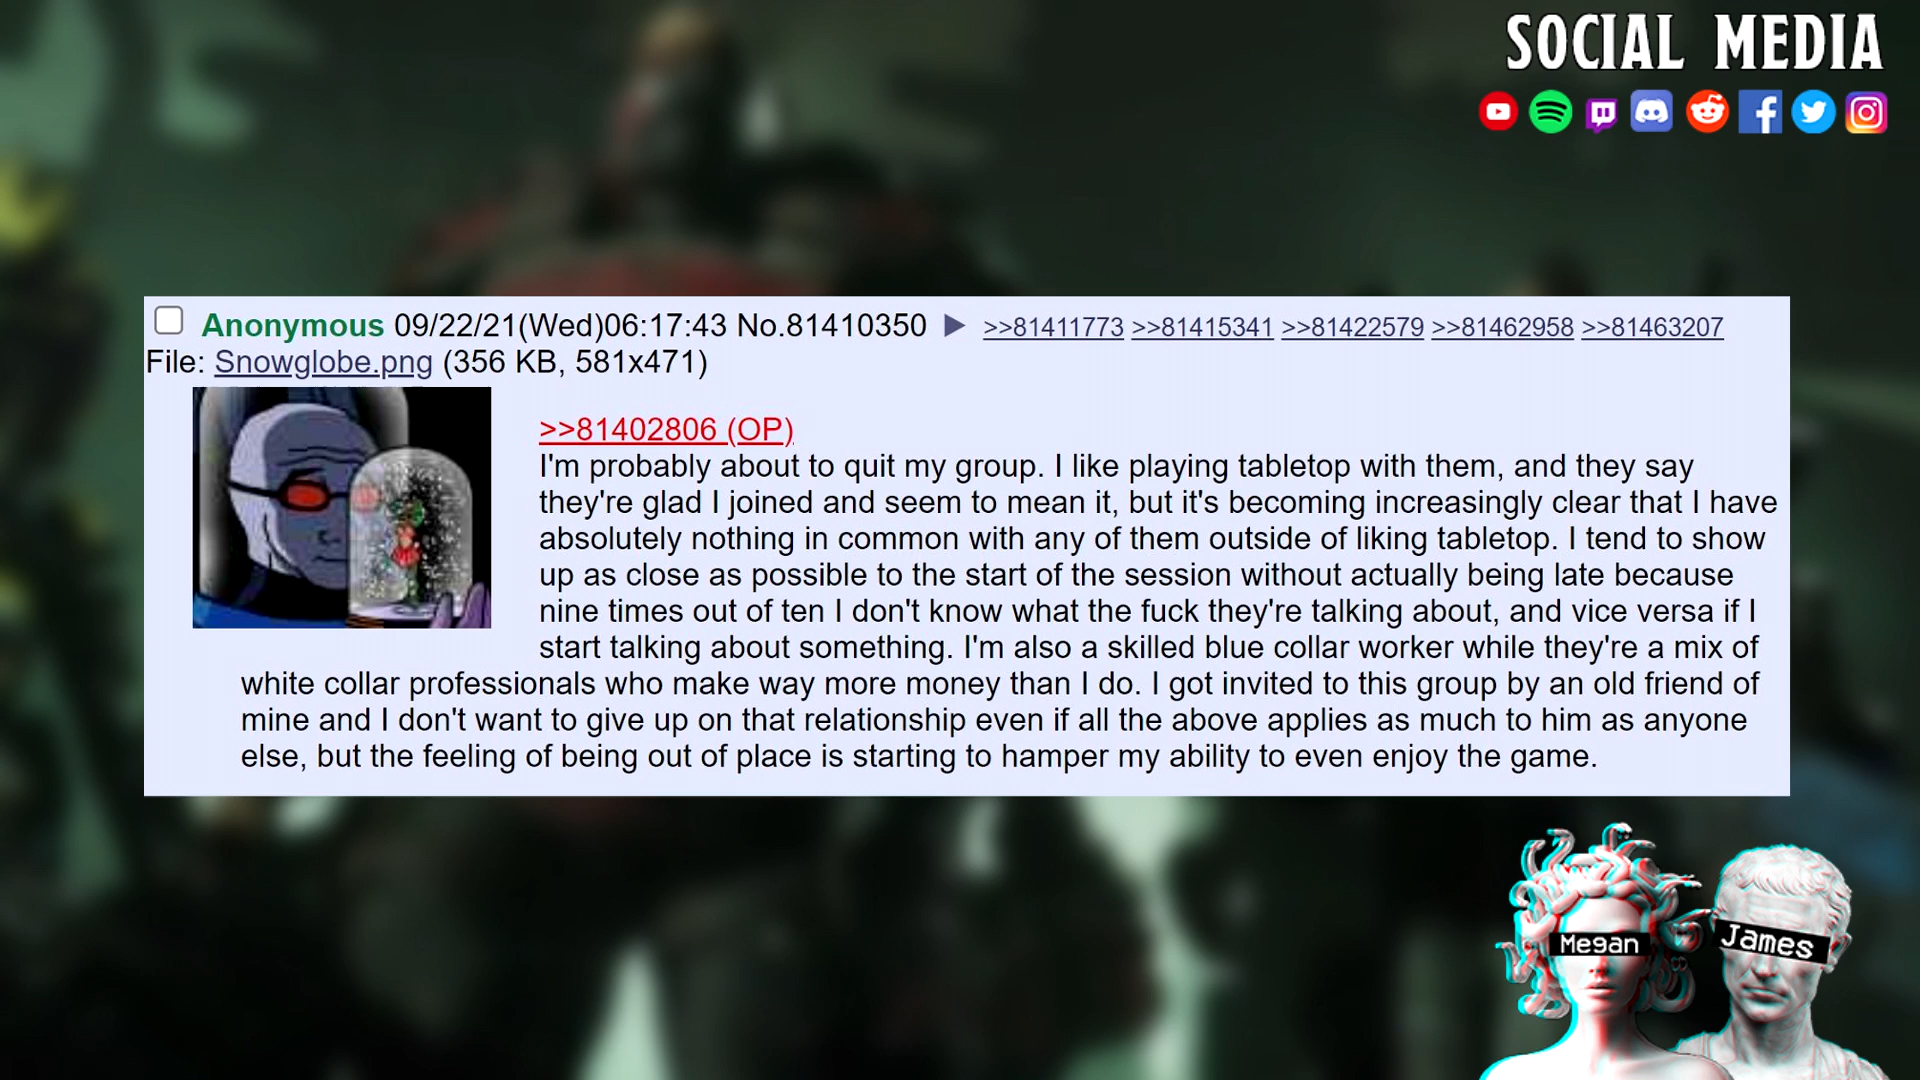 SOCIAL MEDIA
Anonymous 09/22/21(Wed)06:17:43 No.81410350 ▶ >>81411773 >>81415341 >>81422579 >>81462958 >>81463207
File: Snowglobe.png (356 KB, 581x471)
>>81402806 (OP)
I'm probably about to quit my group. I like playing tabletop with them, and they say
they're glad I joined and seem to mean it, but it's becoming increasingly clear that I have
absolutely nothing in common with any of them outside of liking tabletop. I tend to show
up as close as possible to the start of the session without actually being late because
nine times out of ten I don't know what the fuck they're talking about, and vice versa if I
start talking about something. I'm also a skilled blue collar worker while they're a mix of
white collar professionals who make way more money than I do. I got invited to this group by an old friend of
mine and I don't want to give up on that relationship even if all the above applies as much to him as anyone
else, but the feeling of being out of place is starting to hamper my ability to even enjoy the game.
Megan
James